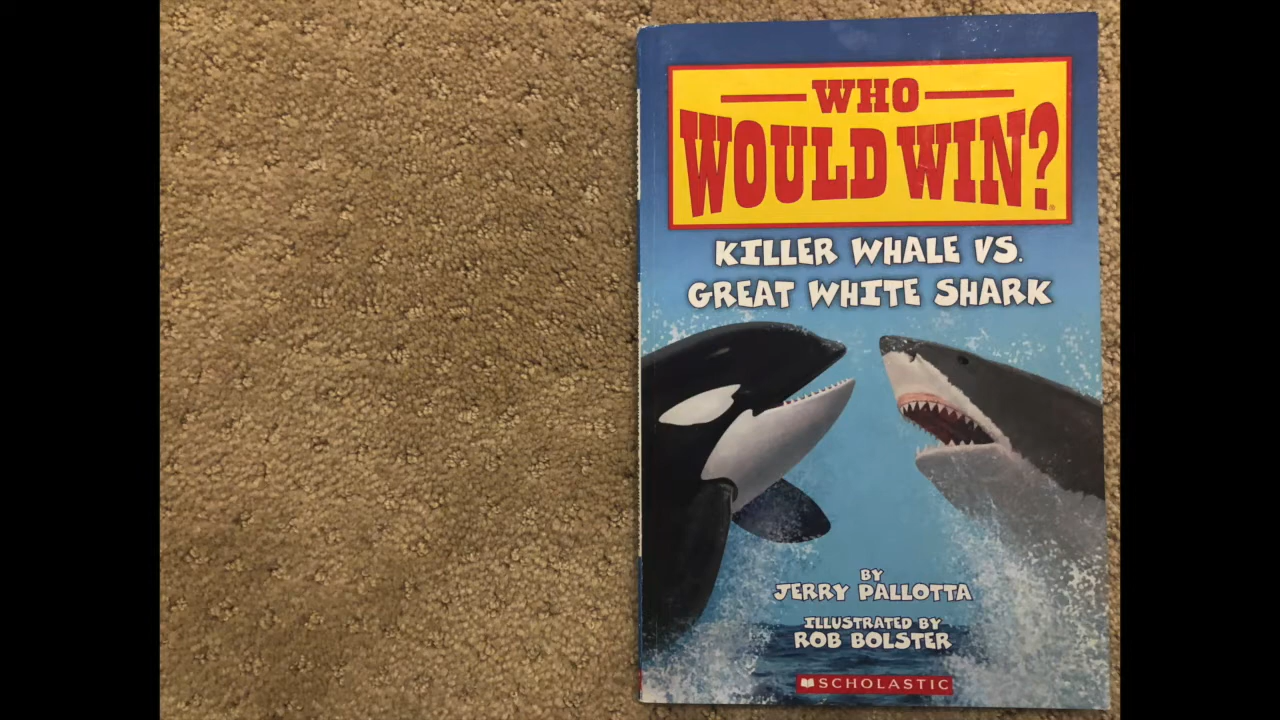 WHO
WOULD WIN?
KILLER WHALE VS.
GREAT WHITE SHARK
BY
JERRY PALLOTTA
ILLUSTRATED BY
ROB BOLSTER
SCHOLASTIC